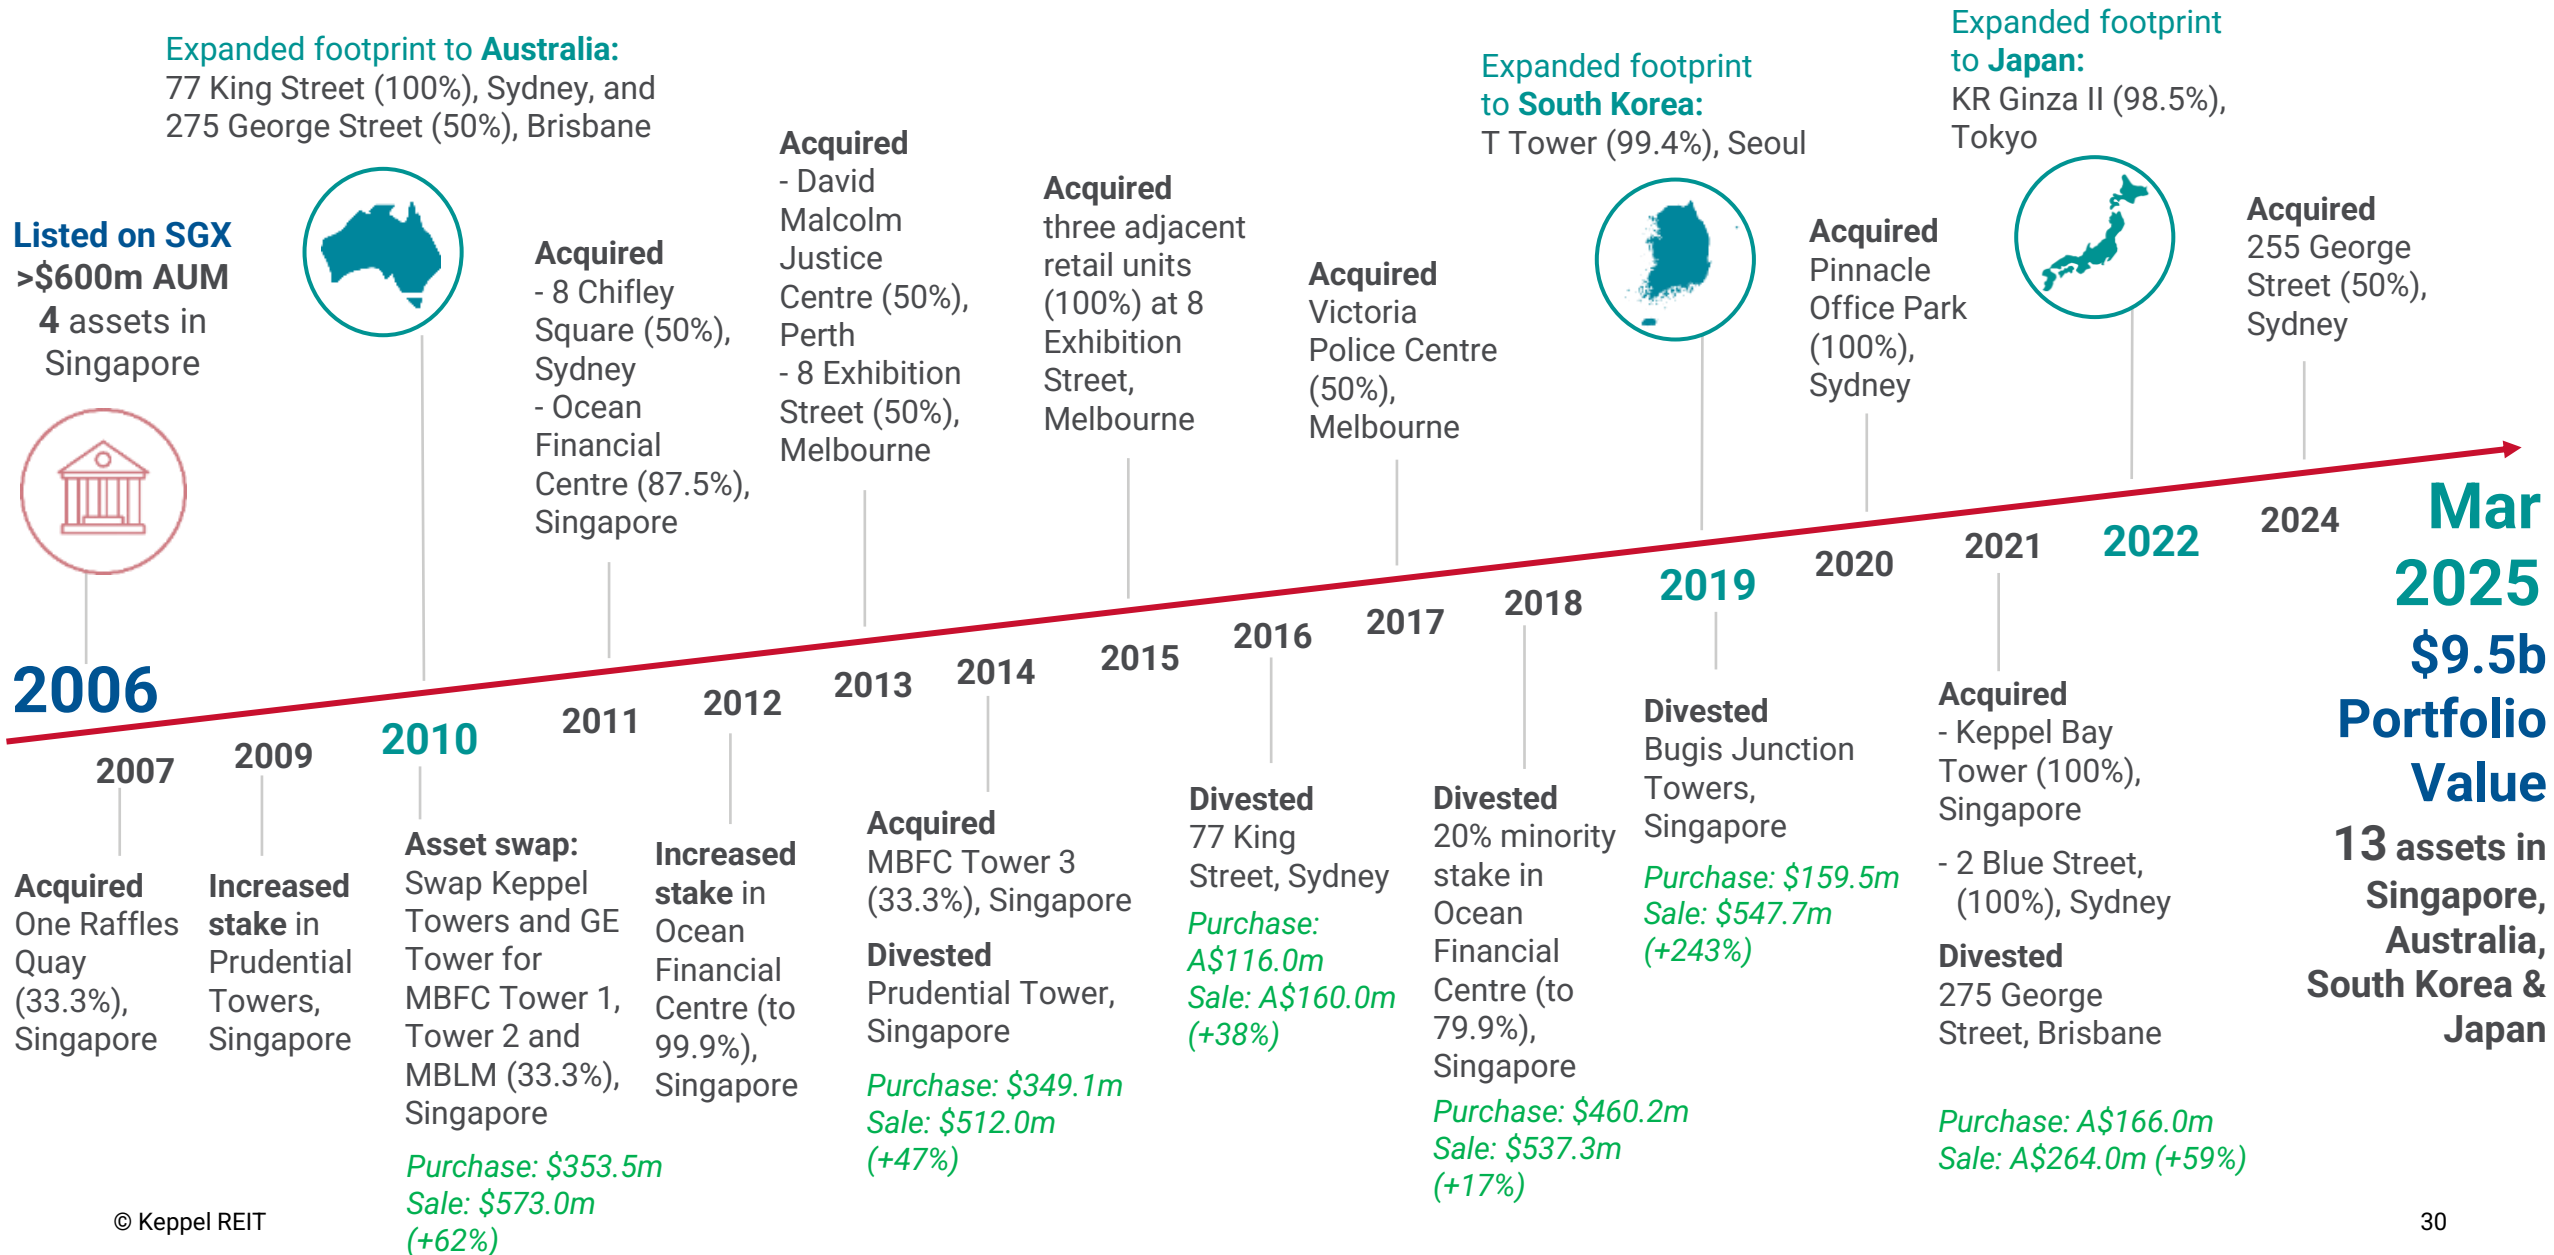 Expanded footprint to Australia:
77 King Street (100%), Sydney, and
275 George Street (50%), Brisbane
Expanded footprint
to South Korea:
T Tower (99.4%), Seoul
Expanded footprint
to Japan:
KR Ginza II (98.5%),
Tokyo
Listed on SGX
>$600m AUM
4 assets in
Singapore
Acquired
- 8 Chifley
Square (50%),
Sydney
- Ocean
Financial
Centre (87.5%),
Singapore
Acquired
- David
Malcolm
Justice
Centre (50%),
Perth
- 8 Exhibition
Street (50%),
Melbourne
Acquired
three adjacent
retail units
(100%) at 8
Exhibition
Street,
Melbourne
Acquired
Victoria
Police Centre
(50%),
Melbourne
Acquired
Pinnacle
Office Park
(100%),
Sydney
Acquired
255 George
Street (50%),
Sydney
2006
2007
2009
2010
2011
2012
2013
2014
2015
2016
2017
2018
2019
2020
2021
2022
2024
Mar
2025
$9.5b
Portfolio
Value
13 assets in
Singapore,
Australia,
South Korea &
Japan
Acquired
One Raffles
Quay
(33.3%),
Singapore
Increased
stake in
Prudential
Towers,
Singapore
Asset swap:
Swap Keppel
Towers and GE
Tower for
MBFC Tower 1,
Tower 2 and
MBLM (33.3%),
Singapore
Purchase: $353.5m
Sale: $573.0m
(+62%)
Increased
stake in
Ocean
Financial
Centre (to
99.9%),
Singapore
Acquired
MBFC Tower 3
(33.3%), Singapore
Divested
Prudential Tower,
Singapore
Purchase: $349.1m
Sale: $512.0m
(+47%)
Divested
77 King
Street, Sydney
Purchase:
A$116.0m
Sale: A$160.0m
(+38%)
Divested
20% minority
stake in
Ocean
Financial
Centre (to
79.9%),
Singapore
Purchase: $460.2m
Sale: $537.3m
(+17%)
Divested
Bugis Junction
Towers,
Singapore
Purchase: $159.5m
Sale: $547.7m
(+243%)
Acquired
- Keppel Bay
Tower (100%),
Singapore
- 2 Blue Street,
(100%), Sydney
Divested
275 George
Street, Brisbane
Purchase: A$166.0m
Sale: A$264.0m (+59%)
© Keppel REIT
30